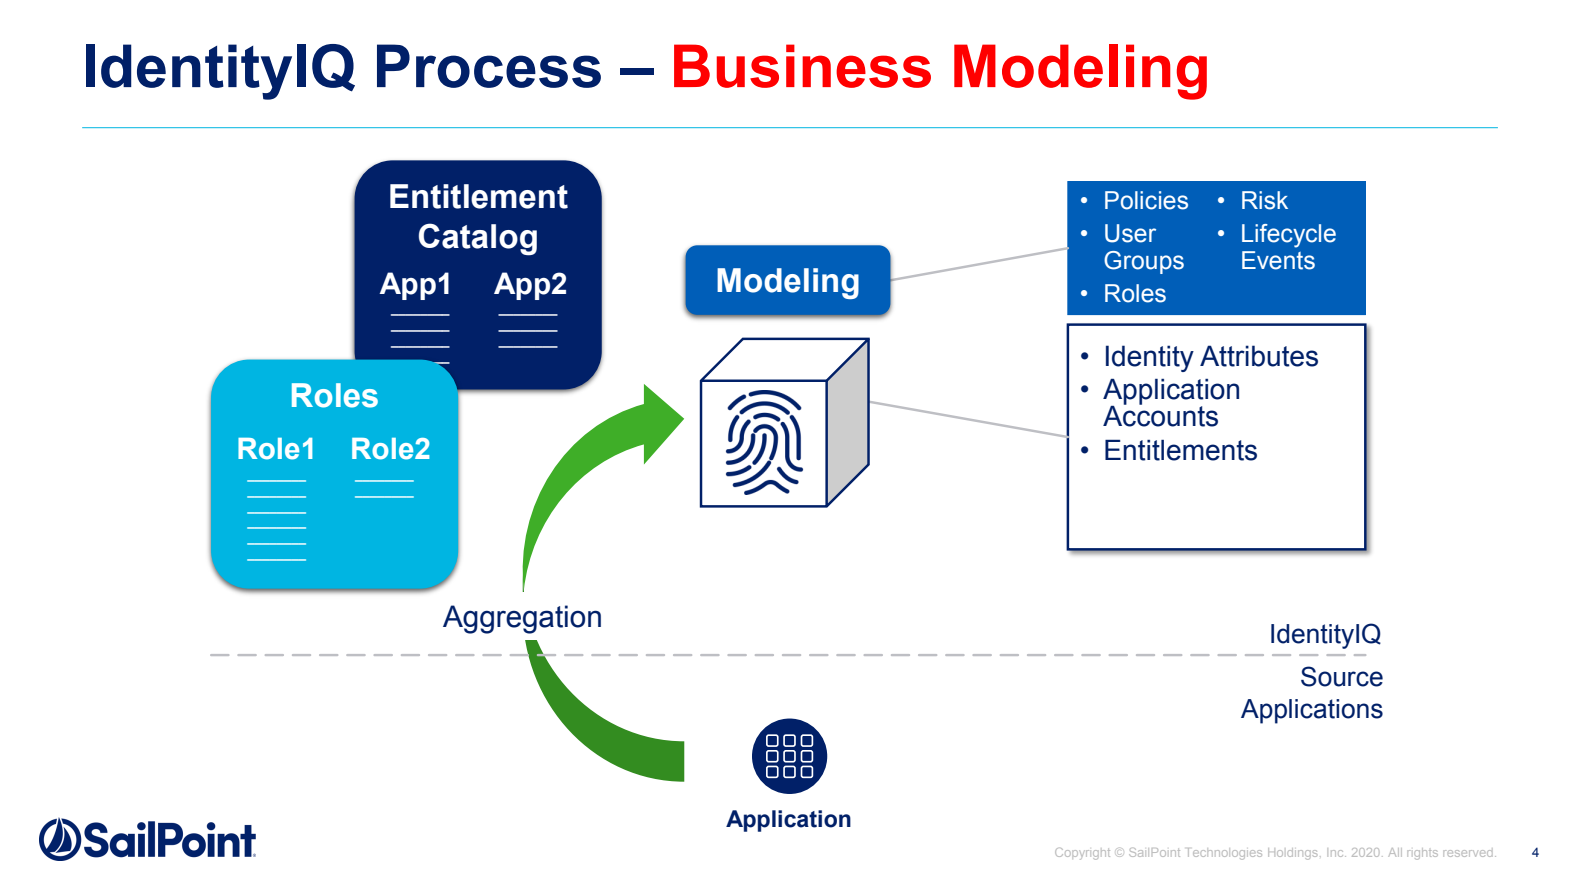 IdentityIQ Process – Business Modeling
Entitlement
Catalog
App1 App2
Roles
Role1 Role2
Modeling
• Policies
• User
Groups
• Roles
• Risk
• Lifecycle
Events
• Identity Attributes
• Application
Accounts
• Entitlements
Aggregation
IdentityIQ
Source
Applications
Application
SailPoint
Copyright © SailPoint Technologies Holdings, Inc. 2020. All rights reserved. 4